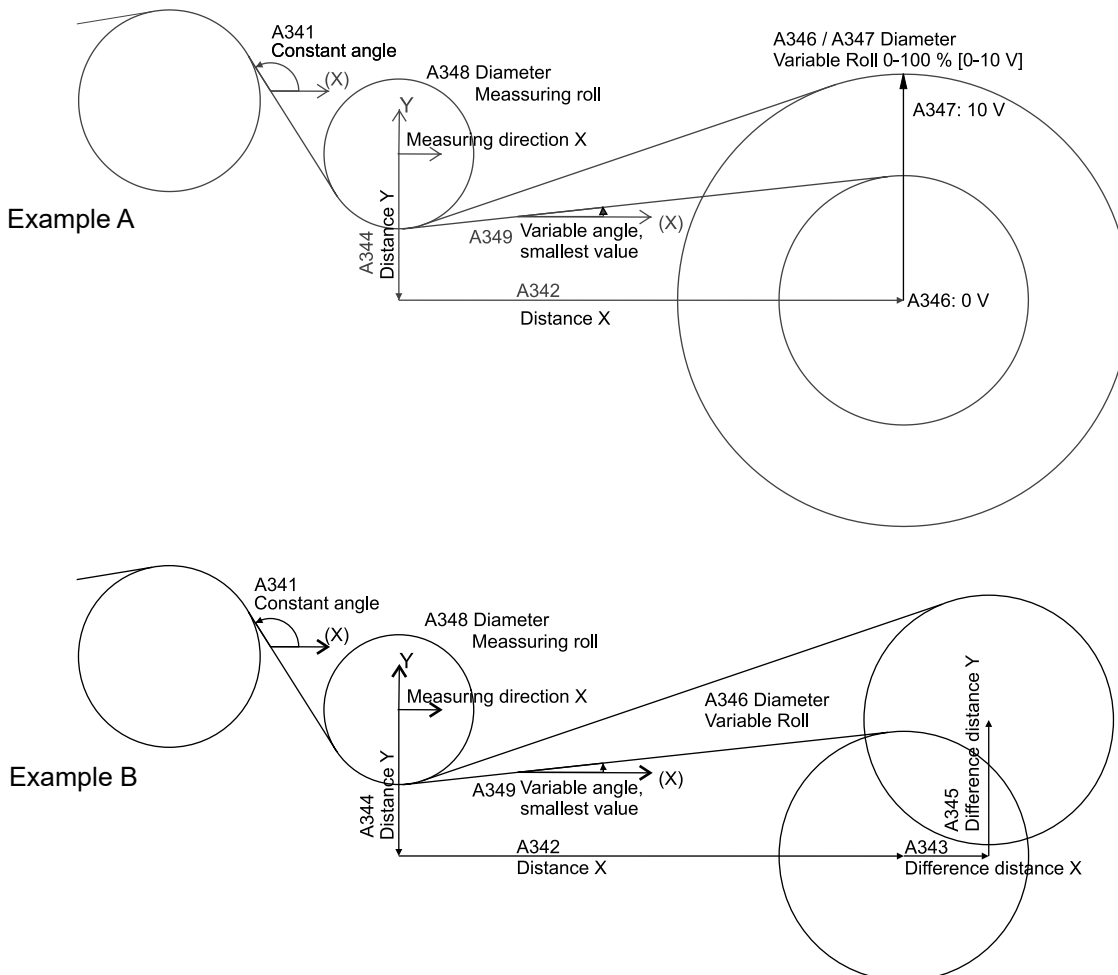 A341
Constant angle
(X)
A348 Diameter
Meassuring roll
Y
Measuring direction X
A346 / A347 Diameter
Variable Roll 0-100 % [0-10 V]
A347: 10 V
Example A
A344
Distance Y
A349
Variable angle,
smallest value
(X)
A342
Distance X
A346: 0 V
A341
Constant angle
(X)
A348 Diameter
Meassuring roll
Y
Measuring direction X
A346 Diameter
Variable Roll
Example B
A344
Distance Y
A349
Variable angle,
smallest value
(X)
A345
Difference distance Y
A342
Distance X
A343
Difference distance X